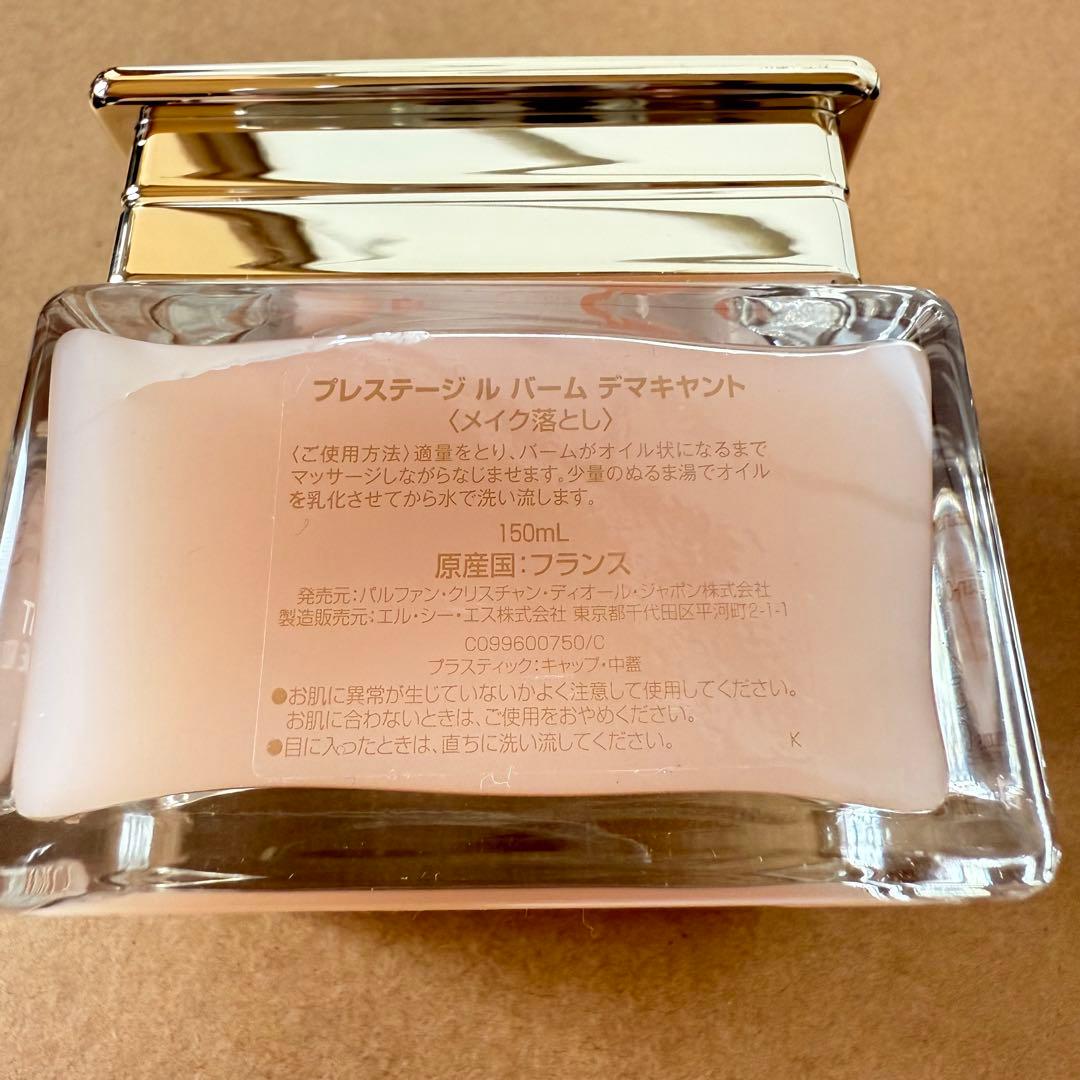 プレステージ ル バーム デマキヤント
〈メイク落とし〉
〈ご使用方法〉適量をとり、バームがオイル状になるまで
マッサージしながらなじませます。少量のぬるま湯でオイル
を乳化させてから水で洗い流します。
150mL
原産国：フランス
発売元：パルファン・クリスチャン・ディオール・ジャポン株式会社
製造販売元：エル・シー・エス株式会社 東京都千代田区平河町2-1-1
C099600750/C
プラスティック：キャップ・中蓋
●お肌に異常が生じていないかよく注意して使用してください。
お肌に合わないときは、ご使用をおやめください。
●目に入ったときは、直ちに洗い流してください。
K